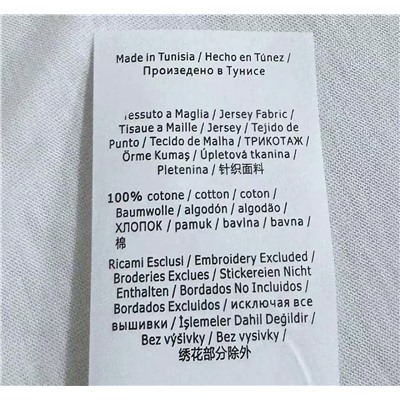 Made in Tunisia / Hecho en Túnez /
Произедено в Тунисе
Tessuto a Maglia / Jersey Fabric /
Tisaue a Maille / Jersey / Tejido de
Punto / Tecido de Malha / ТРИКОТАЖ /
Örme Kumaş / Úpletová tkanina /
Pletenina / 针织面料
100% cotone / cotton / coton /
Baumwolle / algodón / algodão /
ХЛОПОК / pamuk / bavlna / bavna /
棉
Ricami Esclusi / Embroidery Excluded /
Broderies Exclues / Stickereien Nicht
Enthalten / Bordados No Incluidos /
Bordados Excluidos / исключая все
вышивки / İşlemeler Dahil Değildir /
Bez výšivky / Bez vysivky /
绣花部分除外